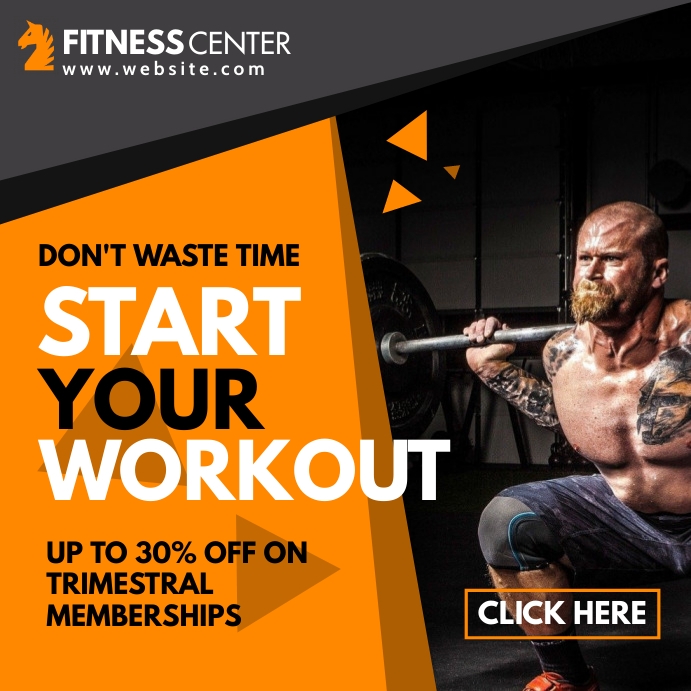 FITNESS CENTER
www.website.com
DON'T WASTE TIME
START
YOUR
WORKOUT
UP TO 30% OFF ON
TRIMESTRAL
MEMBERSHIPS
CLICK HERE